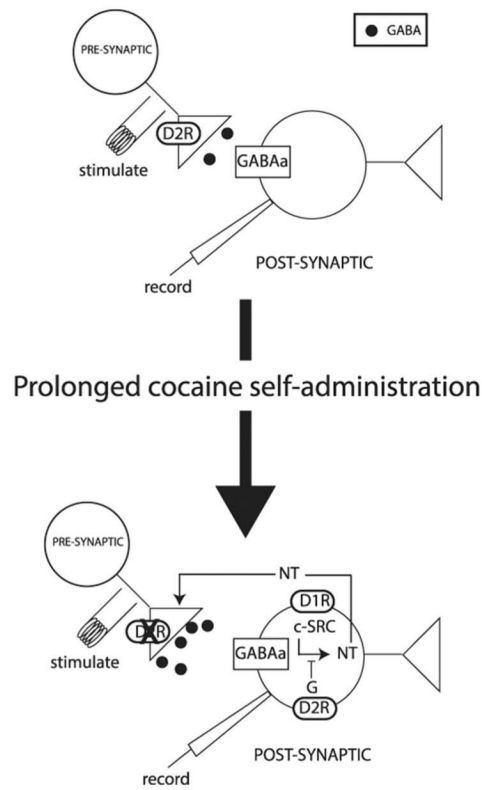 PRE-SYNAPTIC
GABA
D2R
stimulate
GABAa
POST-SYNAPTIC
record
Prolonged cocaine self-administration
PRE-SYNAPTIC
NT
D1R
D2R
c-SRC
stimulate
GABAa
NT
G
D2R
POST-SYNAPTIC
record